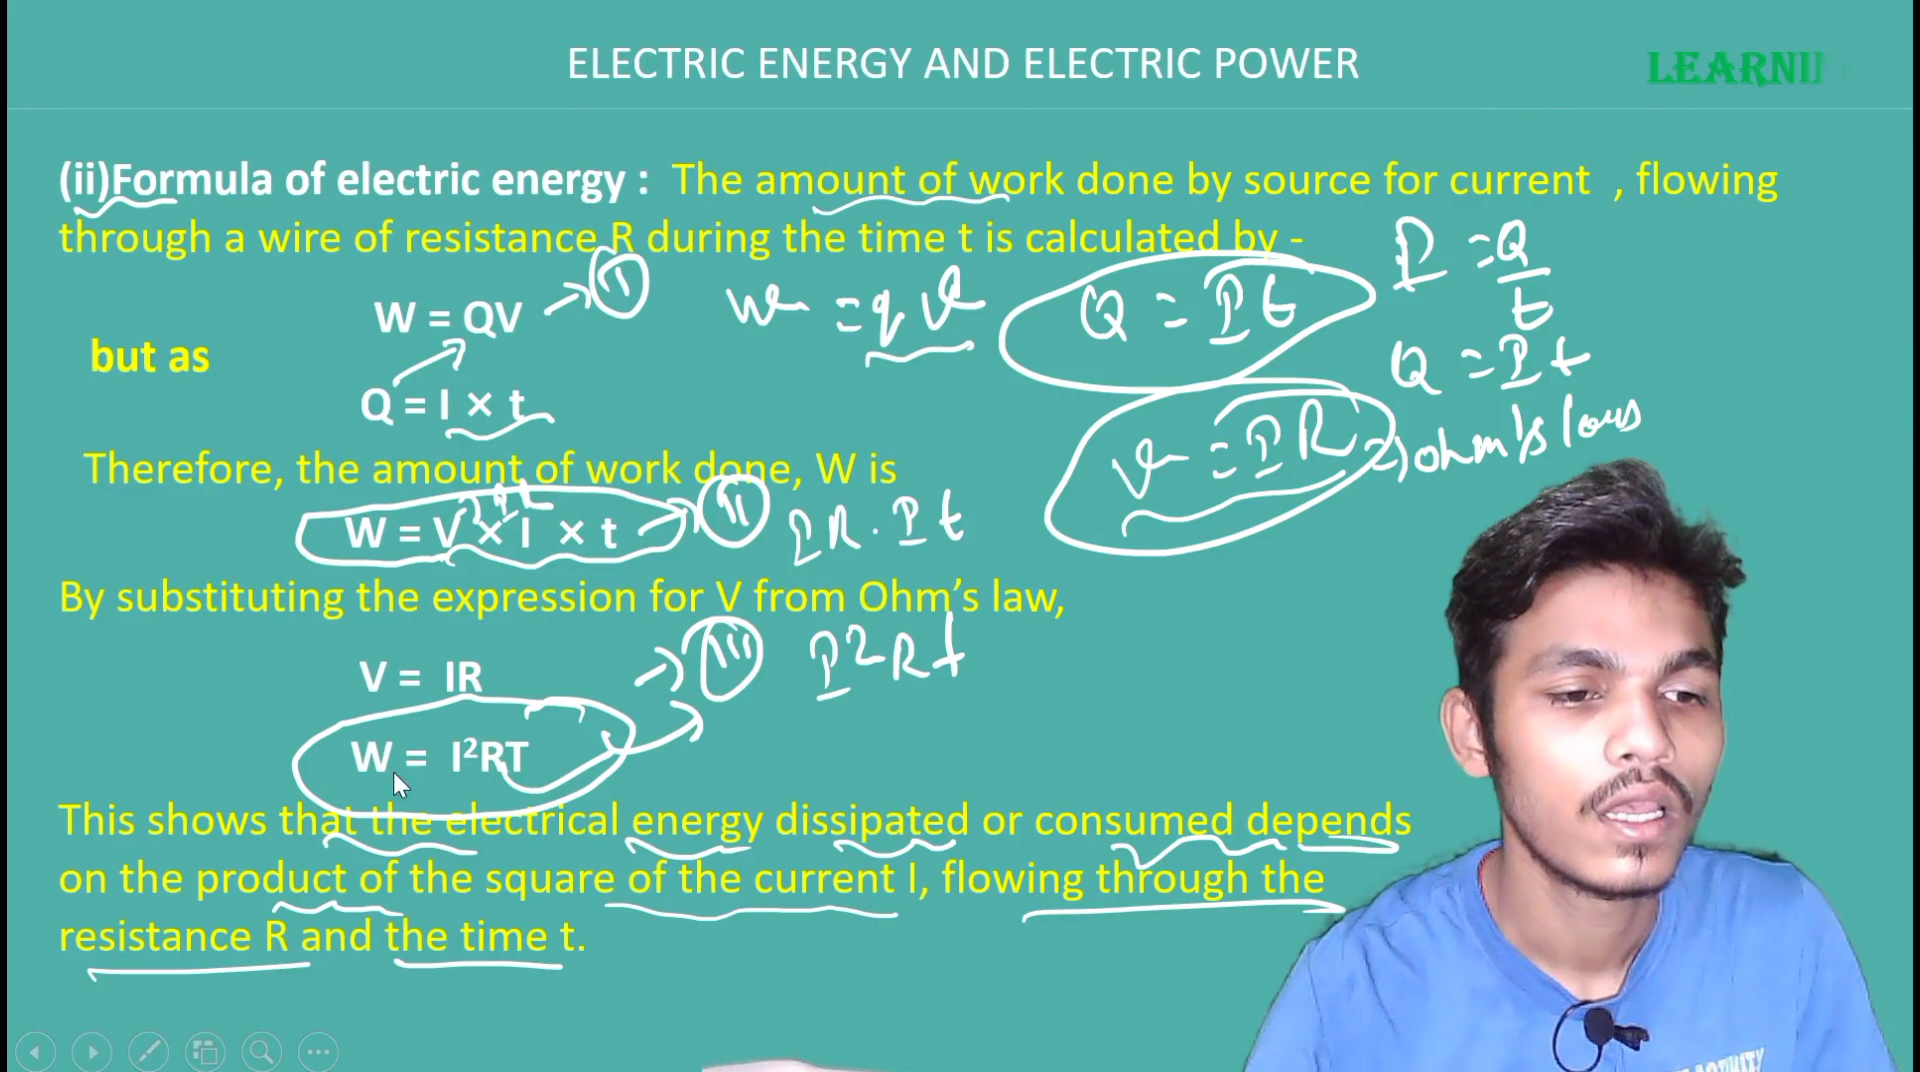 ELECTRIC ENERGY AND ELECTRIC POWER
LEARNI
(ii)Formula of electric energy : The amount of work done by source for current , flowing
through a wire of resistance R during the time t is calculated by -
I = Q/t
W = QV → (I)
w = qv
Q = It
but as
Q = It
Q = I × t
V = IR ⇒ ohm's laws
Therefore, the amount of work done, W is
W = V × I × t → (II)
IR . I t
By substituting the expression for V from Ohm's law,
V = IR → (III)
I²Rt
W = I²RT
This shows that the electrical energy dissipated or consumed depends
on the product of the square of the current I, flowing through the
resistance R and the time t.